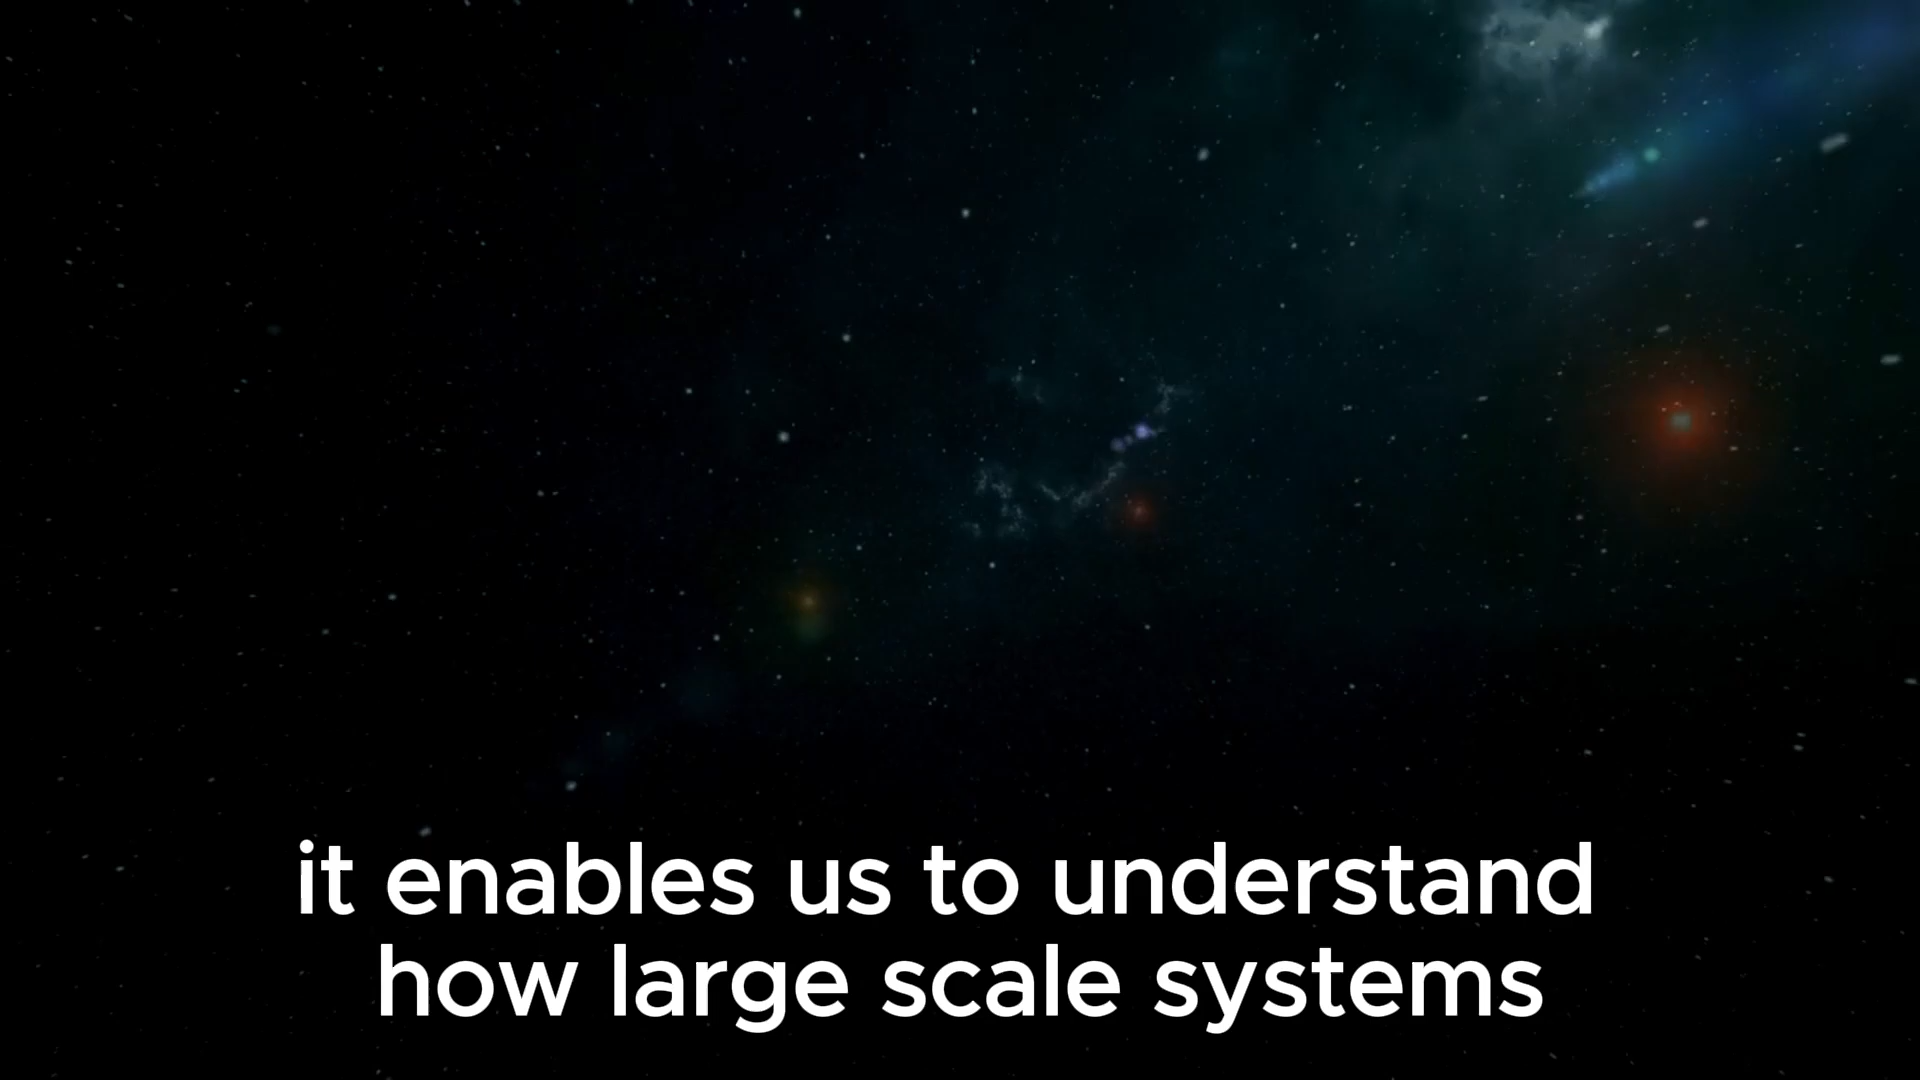 it enables us to understand
how large scale systems